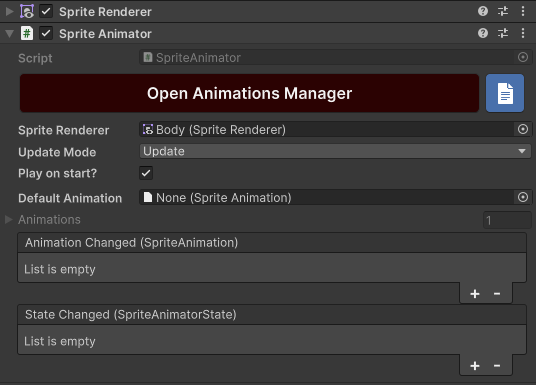 Sprite Renderer
Sprite Animator
Script SpriteAnimator
Open Animations Manager
Sprite Renderer Body (Sprite Renderer)
Update Mode Update
Play on start?
Default Animation None (Sprite Animation)
Animations 1
Animation Changed (SpriteAnimation)
List is empty
+ -
State Changed (SpriteAnimatorState)
List is empty
+ -